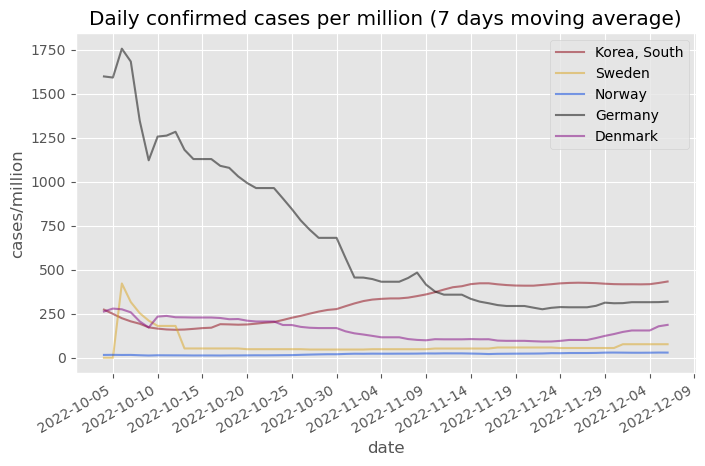 Daily confirmed cases per million (7 days moving average)
Korea, South
Sweden
Norway
Germany
Denmark
1750
1500
1250
1000
750
500
250
0
cases/million
2022-10-05
2022-10-10
2022-10-15
2022-10-20
2022-10-25
2022-10-30
2022-11-04
2022-11-09
2022-11-14
2022-11-19
2022-11-24
2022-11-29
2022-12-04
2022-12-09
date